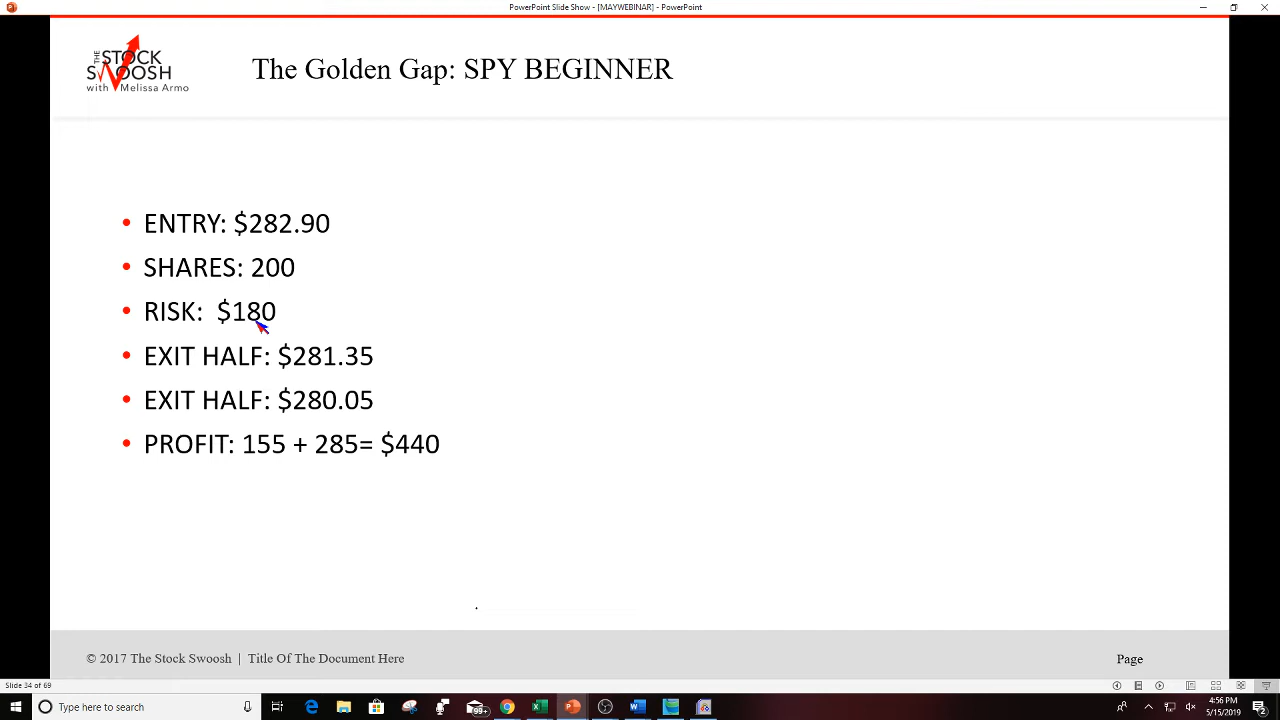 PowerPoint Slide Show - [MAYWEBINAR] - PowerPoint
THE STOCK
SWOOSH
with Melissa Armo
The Golden Gap: SPY BEGINNER
• ENTRY: $282.90
• SHARES: 200
• RISK: $180
• EXIT HALF: $281.35
• EXIT HALF: $280.05
• PROFIT: 155 + 285= $440
© 2017 The Stock Swoosh | Title Of The Document Here
Page
Slide 34 of 69
Type here to search
99+
4:56 PM
5/15/2019
2